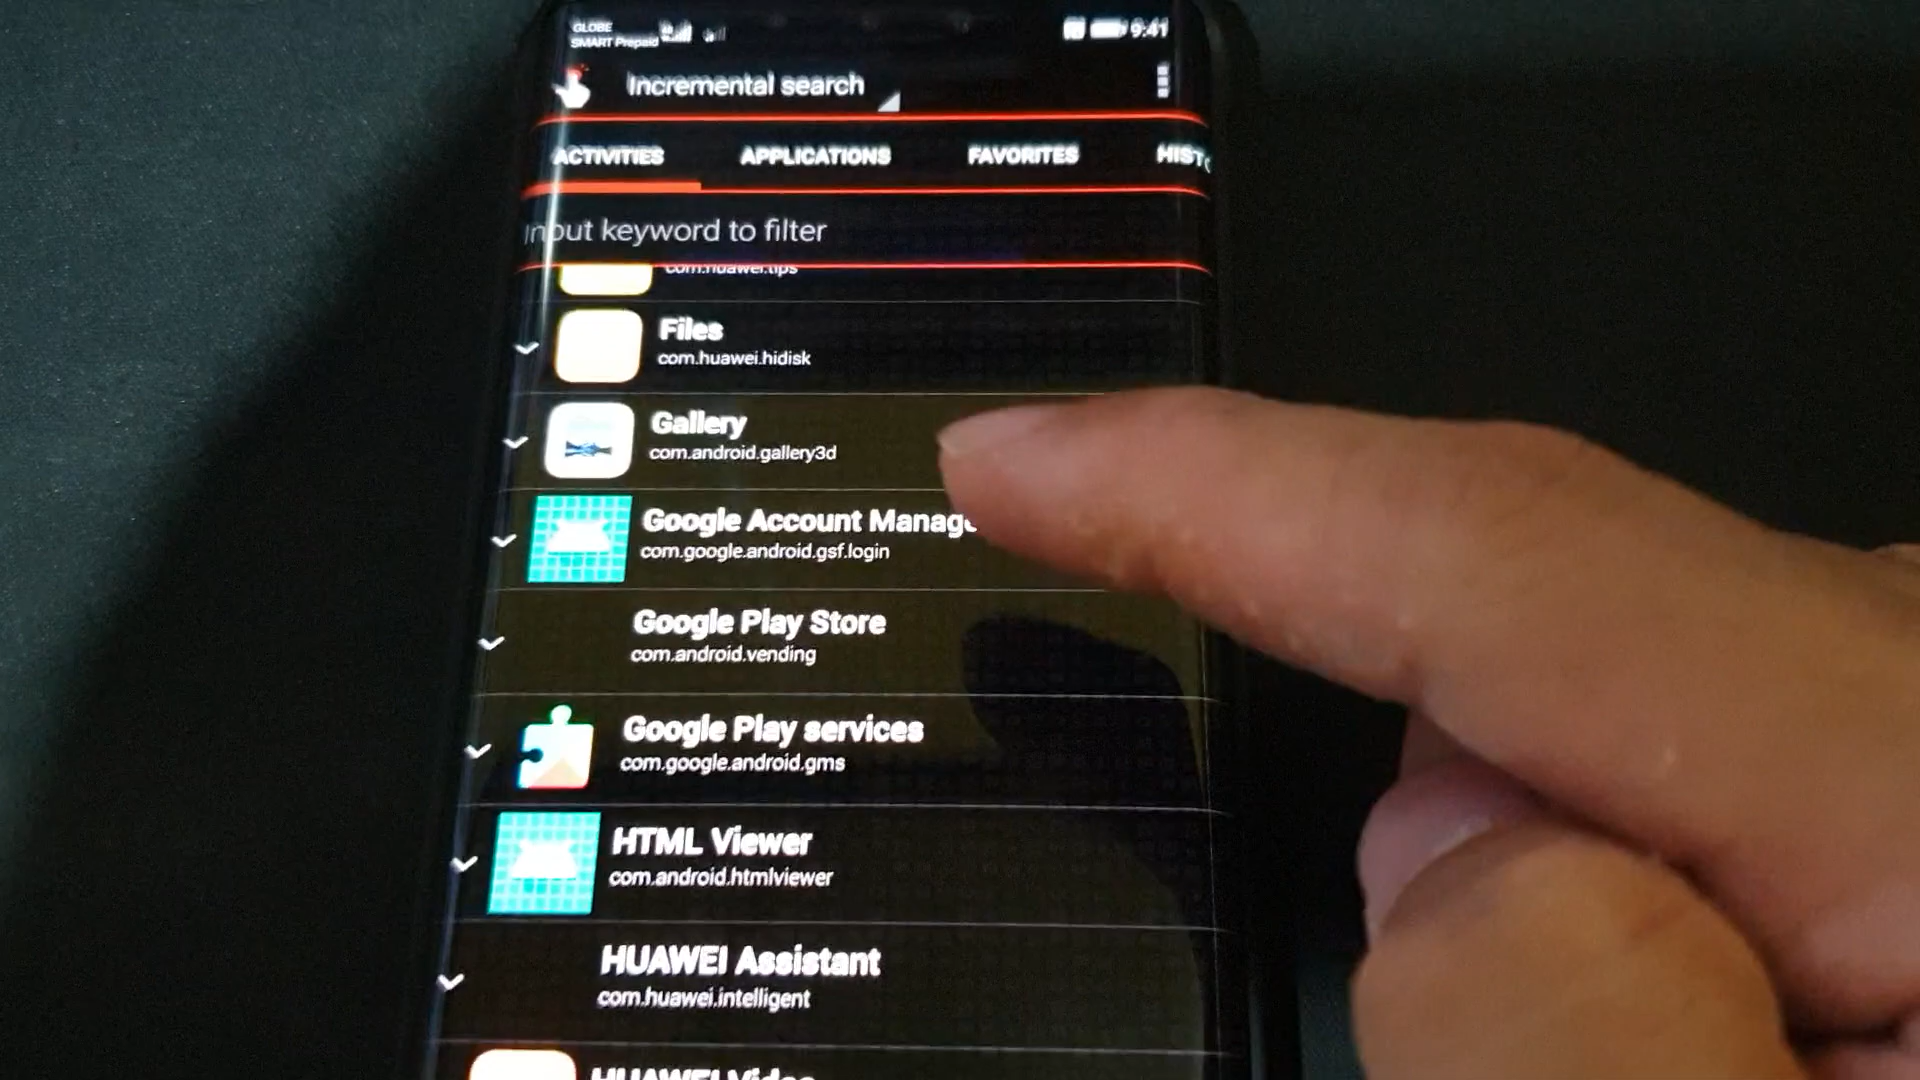 GLOBE
SMART Prepaid
9:41
Incremental search
ACTIVITIES APPLICATIONS FAVORITES HISTO
Input keyword to filter
com.huawei.tips
Files
com.huawei.hidisk
Gallery
com.android.gallery3d
Google Account Manage
com.google.android.gsf.login
Google Play Store
com.android.vending
Google Play services
com.google.android.gms
HTML Viewer
com.android.htmlviewer
HUAWEI Assistant
com.huawei.intelligent
HUAWEI Video